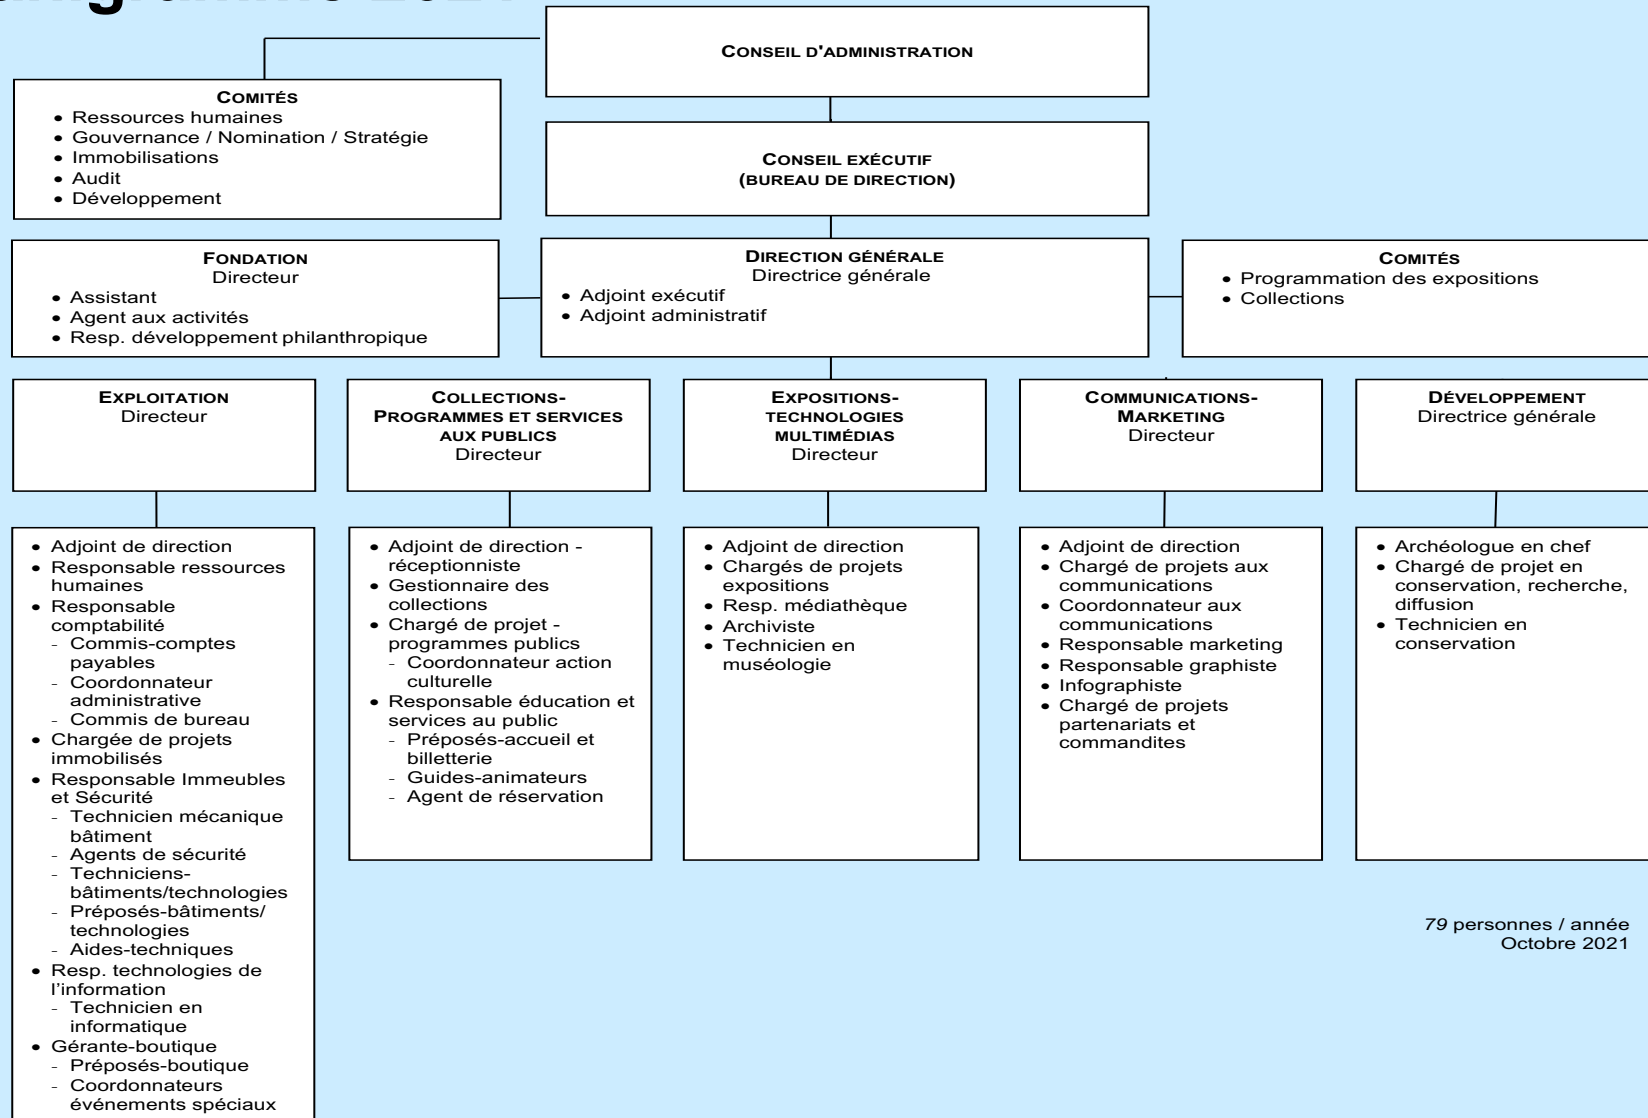 CONSEIL D'ADMINISTRATION
COMITÉS
• Ressources humaines
• Gouvernance / Nomination / Stratégie
• Immobilisations
• Audit
• Développement
CONSEIL EXÉCUTIF
(BUREAU DE DIRECTION)
FONDATION
Directeur
• Assistant
• Agent aux activités
• Resp. développement philanthropique
DIRECTION GÉNÉRALE
Directrice générale
• Adjoint exécutif
• Adjoint administratif
COMITÉS
• Programmation des expositions
• Collections
EXPLOITATION
Directeur
COLLECTIONS-
PROGRAMMES ET SERVICES
AUX PUBLICS
Directeur
EXPOSITIONS-
TECHNOLOGIES
MULTIMÉDIAS
Directeur
COMMUNICATIONS-
MARKETING
Directeur
DÉVELOPPEMENT
Directrice générale
• Adjoint de direction
• Responsable ressources
humaines
• Responsable
comptabilité
- Commis-comptes
payables
- Coordonnateur
administrative
- Commis de bureau
• Chargée de projets
immobilisés
• Responsable Immeubles
et Sécurité
- Technicien mécanique
bâtiment
- Agents de sécurité
- Techniciens-
bâtiments/technologies
- Préposés-bâtiments/
technologies
- Aides-techniques
• Resp. technologies de
l'information
- Technicien en
informatique
• Gérante-boutique
- Préposés-boutique
- Coordonnateurs
événements spéciaux
• Adjoint de direction -
réceptionniste
• Gestionnaire des
collections
• Chargé de projet -
programmes publics
- Coordonnateur action
culturelle
• Responsable éducation et
services au public
- Préposés-accueil et
billetterie
- Guides-animateurs
- Agent de réservation
• Adjoint de direction
• Chargés de projets
expositions
• Resp. médiathèque
• Archiviste
• Technicien en
muséologie
• Adjoint de direction
• Chargé de projets aux
communications
• Coordonnateur aux
communications
• Responsable marketing
• Responsable graphiste
• Infographiste
• Chargé de projets
partenariats et
commandites
• Archéologue en chef
• Chargé de projet en
conservation, recherche,
diffusion
• Technicien en
conservation
79 personnes / année
Octobre 2021